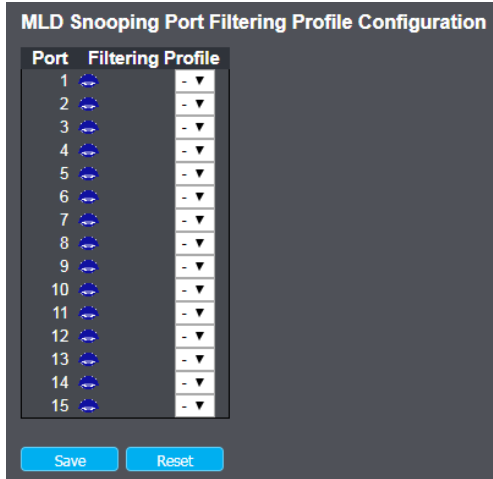 MLD Snooping Port Filtering Profile Configuration
Port Filtering Profile
1 - ▼
2 - ▼
3 - ▼
4 - ▼
5 - ▼
6 - ▼
7 - ▼
8 - ▼
9 - ▼
10 - ▼
11 - ▼
12 - ▼
13 - ▼
14 - ▼
15 - ▼
Save Reset